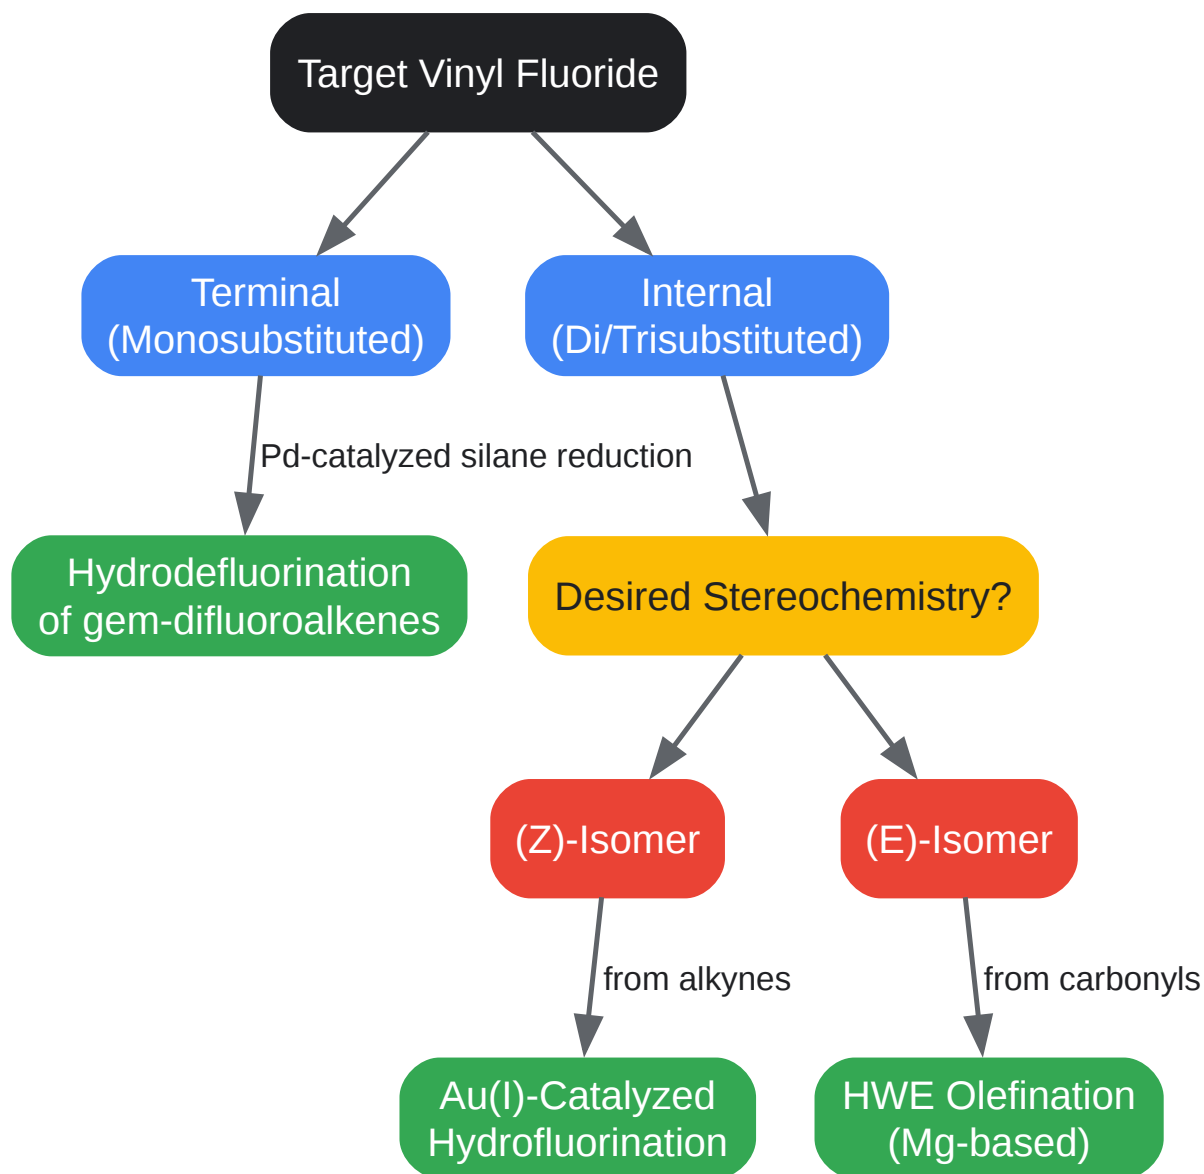 Target Vinyl Fluoride
Terminal
(Monosubstituted)
Internal
(Di/Trisubstituted)
Pd-catalyzed silane reduction
Hydrodefluorination
of gem-difluoroalkenes
Desired Stereochemistry?
(Z)-Isomer
(E)-Isomer
from alkynes
from carbonyls
Au(I)-Catalyzed
Hydrofluorination
HWE Olefination
(Mg-based)